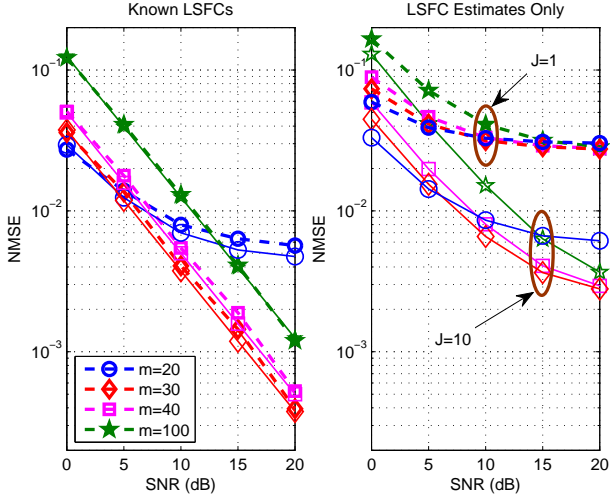 Known LSFCs
NMSE
10⁻¹
10⁻²
10⁻³
m=20
m=30
m=40
m=100
0 5 10 15 20
SNR (dB)
LSFC Estimates Only
NMSE
10⁻¹
10⁻²
10⁻³
J=1
J=10
0 5 10 15 20
SNR (dB)